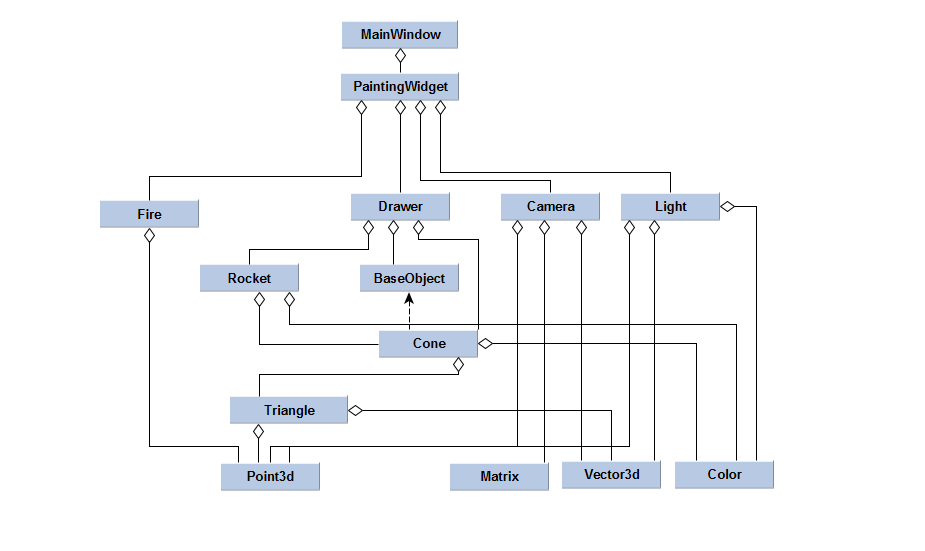 MainWindow
PaintingWidget
Fire
Drawer
Camera
Light
Rocket
BaseObject
Cone
Triangle
Point3d
Matrix
Vector3d
Color